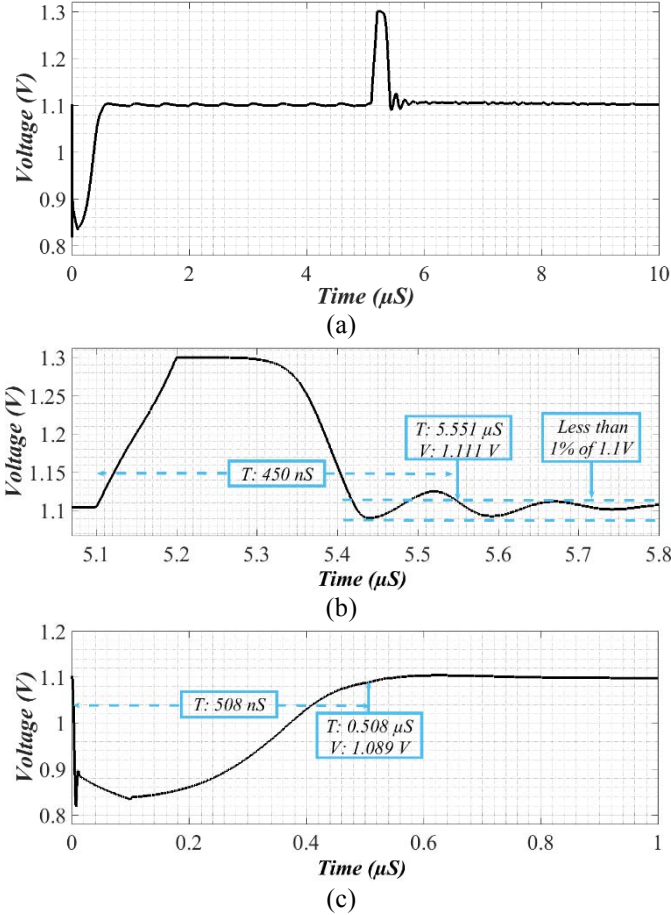 1.3
1.2
1.1
1
0.9
0.8
Voltage (V)
0 2 4 6 8 10
Time (µS)
(a)
1.3
1.25
1.2
1.15
1.1
Voltage (V)
T: 5.551 µS
V: 1.111 V
Less than
1% of 1.1V
T: 450 nS
5.1 5.2 5.3 5.4 5.5 5.6 5.7 5.8
Time (µS)
(b)
1.2
1.1
1
0.9
0.8
Voltage (V)
T: 508 nS
T: 0.508 µS
V: 1.089 V
0 0.2 0.4 0.6 0.8 1
Time (µS)
(c)